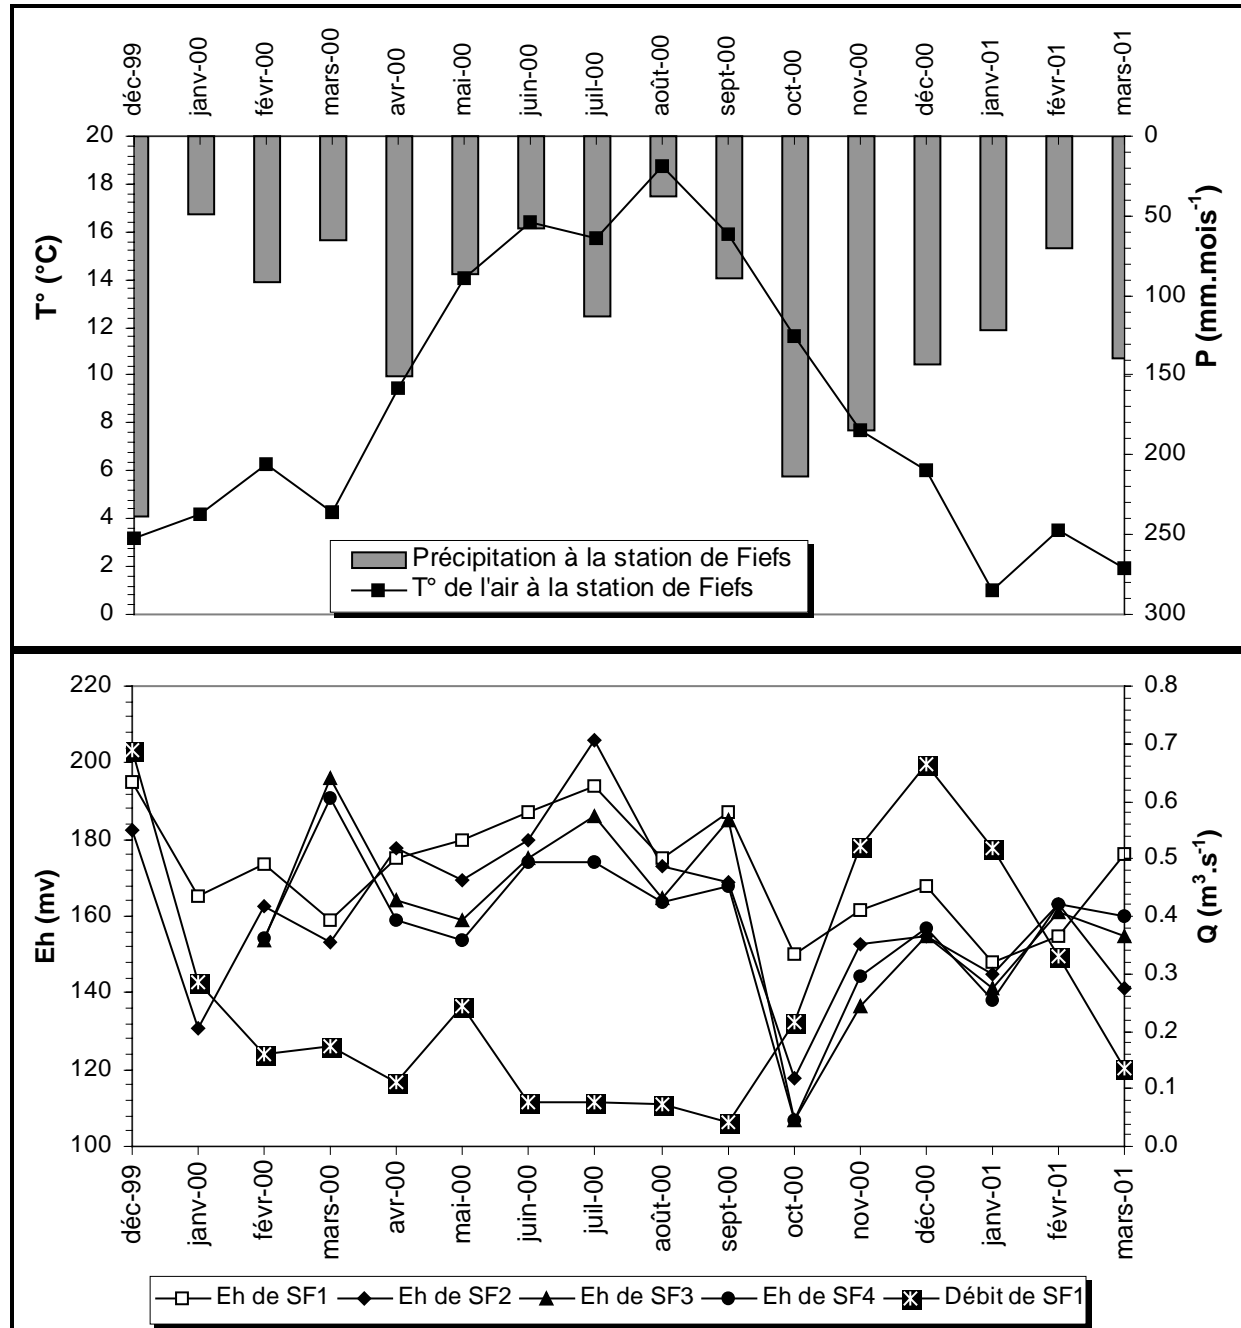 déc-99 janv-00 févr-00 mars-00 avr-00 mai-00 juin-00 juil-00 août-00 sept-00 oct-00 nov-00 déc-00 janv-01 févr-01 mars-01
20 0
18
16 50
14
100
12
10 150
8
6 200
4 250
2
0 300
T° (°C)
P (mm.mois-1)
Précipitation à la station de Fiefs
T° de l'air à la station de Fiefs
220 0.8
0.7
200
0.6
180 0.5
160 0.4
0.3
140
0.2
120
0.1
100 0.0
Eh (mv)
Q (m3.s-1)
déc-99 janv-00 févr-00 mars-00 avr-00 mai-00 juin-00 juil-00 août-00 sept-00 oct-00 nov-00 déc-00 janv-01 févr-01 mars-01
Eh de SF1 Eh de SF2 Eh de SF3 Eh de SF4 Débit de SF1